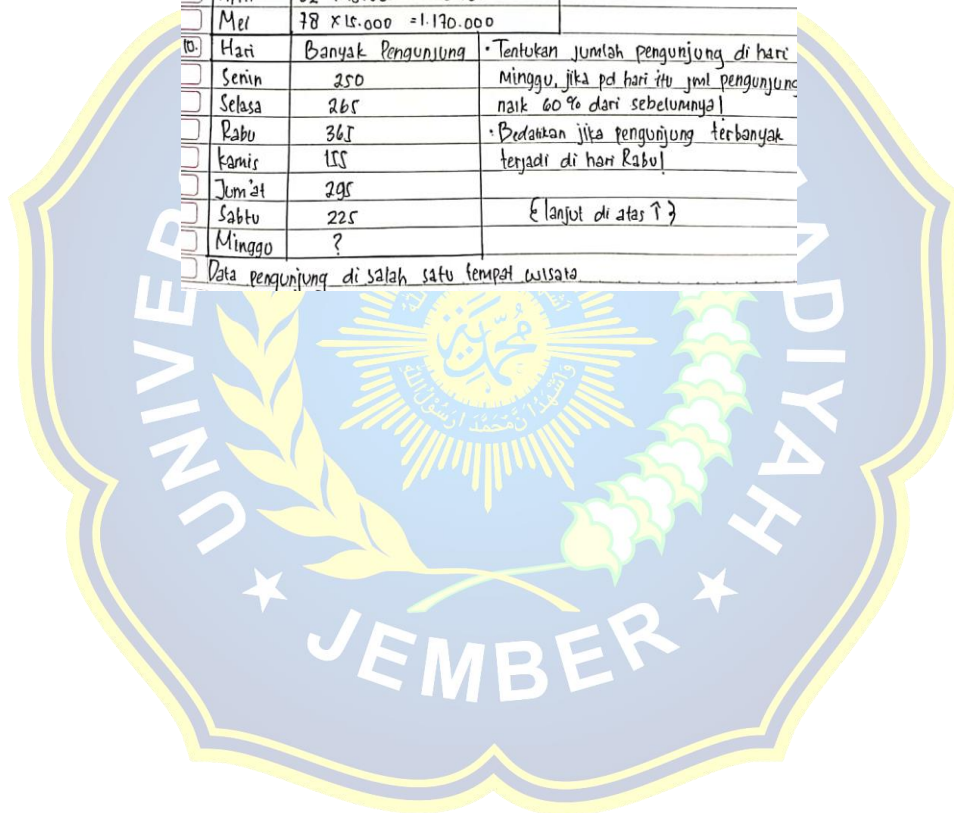 Mei 78 x 15.000 = 1.170.000
10. Hari Banyak Pengunjung • Tentukan jumlah pengunjung di hari
Senin 250 Minggu, jika pd hari itu jml pengunjung
Selasa 265 naik 60% dari sebelumnya!
Rabu 365 • Buktikan jika pengunjung terbanyak
Kamis 155 terjadi di hari Rabu!
Jum'at 295
Sabtu 225 {lanjut di atas ↑}
Minggo ?
Data pengunjung di salah satu tempat wisata
UNIVER ADIYAH
JEMBER